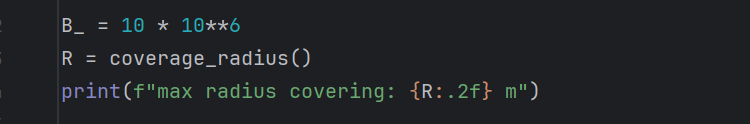 B_ = 10 * 10**6
R = coverage_radius()
print(f"max radius covering: {R:.2f} m")